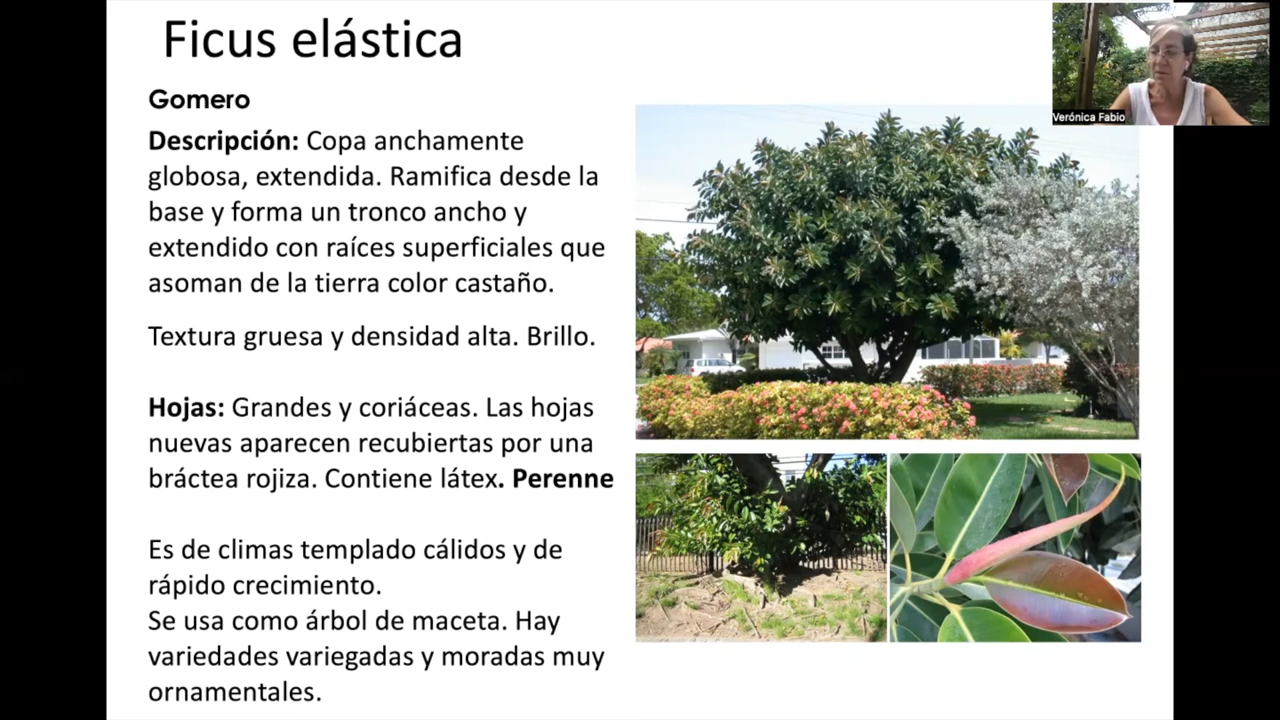 Ficus elástica
Gomero
Descripción: Copa anchamente
globosa, extendida. Ramifica desde la
base y forma un tronco ancho y
extendido con raíces superficiales que
asoman de la tierra color castaño.
Textura gruesa y densidad alta. Brillo.
Hojas: Grandes y coriáceas. Las hojas
nuevas aparecen recubiertas por una
bráctea rojiza. Contiene látex. Perenne
Es de climas templado cálidos y de
rápido crecimiento.
Se usa como árbol de maceta. Hay
variedades variegadas y moradas muy
ornamentales.
Verónica Fabio